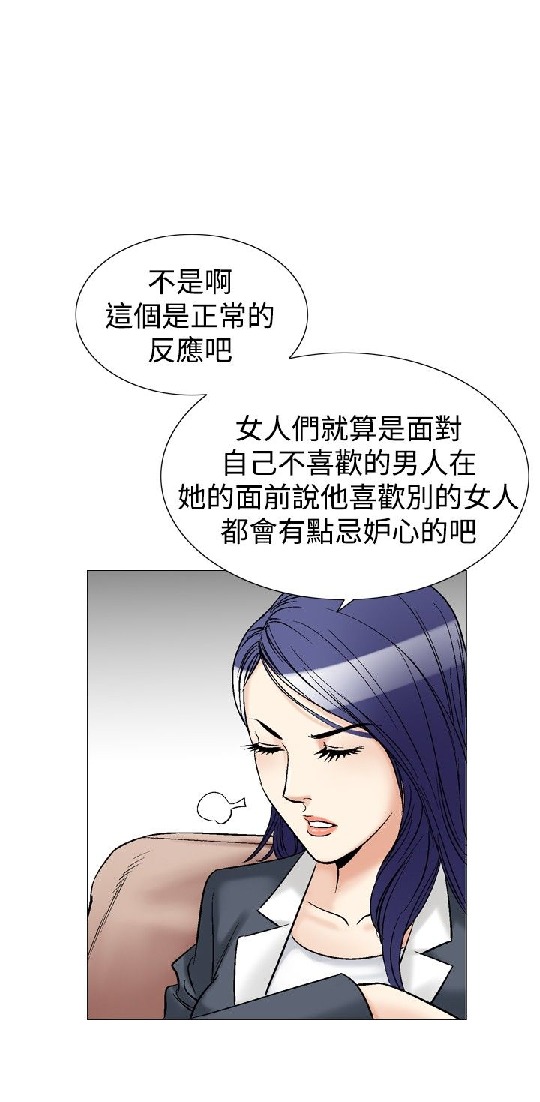 不是啊
這個是正常的
反應吧
女人們就算是面對
自己不喜歡的男人在
她的面前說他喜歡別的女人
都會有點忌妒心的吧